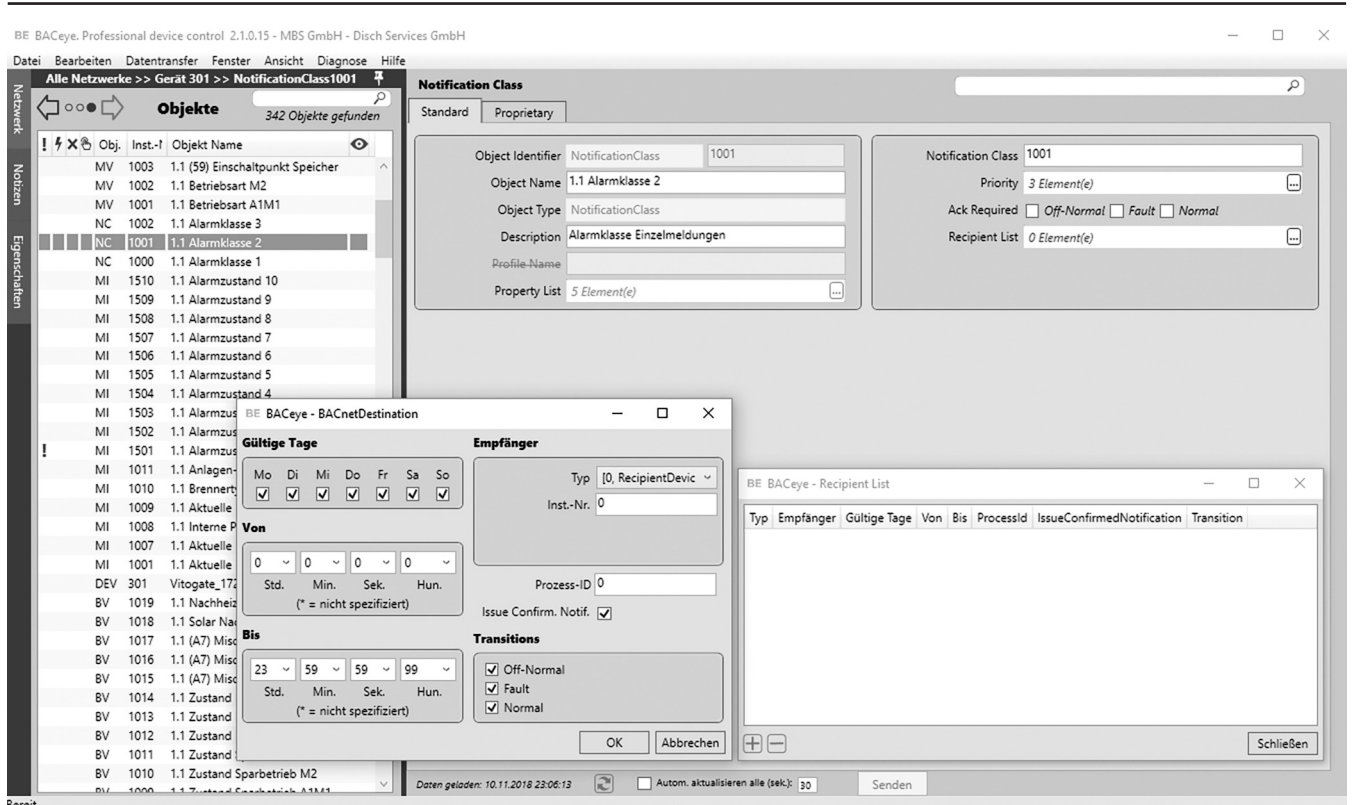 BE BACeye. Professional device control 2.1.0.15 - MBS GmbH - Disch Services GmbH
Datei Bearbeiten Datentransfer Fenster Ansicht Diagnose Hilfe
Netzwerk
Notizen
Eigenschaften
Alle Netzwerke >> Gerät 301 >> NotificationClass1001
Objekte
342 Objekte gefunden
! Obj. Inst.-N Objekt Name
MV 1003 1.1 (59) Einschaltpunkt Speicher
MV 1002 1.1 Betriebsart M2
MV 1001 1.1 Betriebsart A1M1
NC 1002 1.1 Alarmklasse 3
NC 1001 1.1 Alarmklasse 2
NC 1000 1.1 Alarmklasse 1
MI 1510 1.1 Alarmzustand 10
MI 1509 1.1 Alarmzustand 9
MI 1508 1.1 Alarmzustand 8
MI 1507 1.1 Alarmzustand 7
MI 1506 1.1 Alarmzustand 6
MI 1505 1.1 Alarmzustand 5
MI 1504 1.1 Alarmzustand 4
MI 1503 1.1 Alarmzus
MI 1502 1.1 Alarmzus
! MI 1501 1.1 Alarmzus
MI 1011 1.1 Anlagen-
MI 1010 1.1 Brennert
MI 1009 1.1 Aktuelle
MI 1008 1.1 Interne P
MI 1007 1.1 Aktuelle
MI 1001 1.1 Aktuelle
DEV 301 Vitogate_172
BV 1019 1.1 Nachheiz
BV 1018 1.1 Solar Nac
BV 1017 1.1 (A7) Misc
BV 1016 1.1 (A7) Misc
BV 1015 1.1 (A7) Misc
BV 1014 1.1 Zustand
BV 1013 1.1 Zustand
BV 1012 1.1 Zustand
BV 1011 1.1 Zustand
BV 1010 1.1 Zustand Sparbetrieb M2
BV 1009 1.1 Zustand Sparbetrieb A1M1
Bereit
Notification Class
Standard Proprietary
Object Identifier NotificationClass 1001
Object Name 1.1 Alarmklasse 2
Object Type NotificationClass
Description Alarmklasse Einzelmeldungen
Profile Name
Property List 5 Element(e) ...
Notification Class 1001
Priority 3 Element(e) ...
Ack Required Off-Normal Fault Normal
Recipient List 0 Element(e) ...
BE BACeye - BACnetDestination
Gültige Tage
Mo Di Mi Do Fr Sa So
Von
0 0 0 0
Std. Min. Sek. Hun.
(* = nicht spezifiziert)
Bis
23 59 59 99
Std. Min. Sek. Hun.
(* = nicht spezifiziert)
Empfänger
Typ [0, RecipientDevic
Inst.-Nr. 0
Prozess-ID 0
Issue Confirm. Notif.
Transitions
Off-Normal
Fault
Normal
OK Abbrechen
BE BACeye - Recipient List
Typ Empfänger Gültige Tage Von Bis ProcessId IssueConfirmedNotification Transition
Schließen
Daten geladen: 10.11.2018 23:06:13 Autom. aktualisieren alle (sek.): 30 Senden